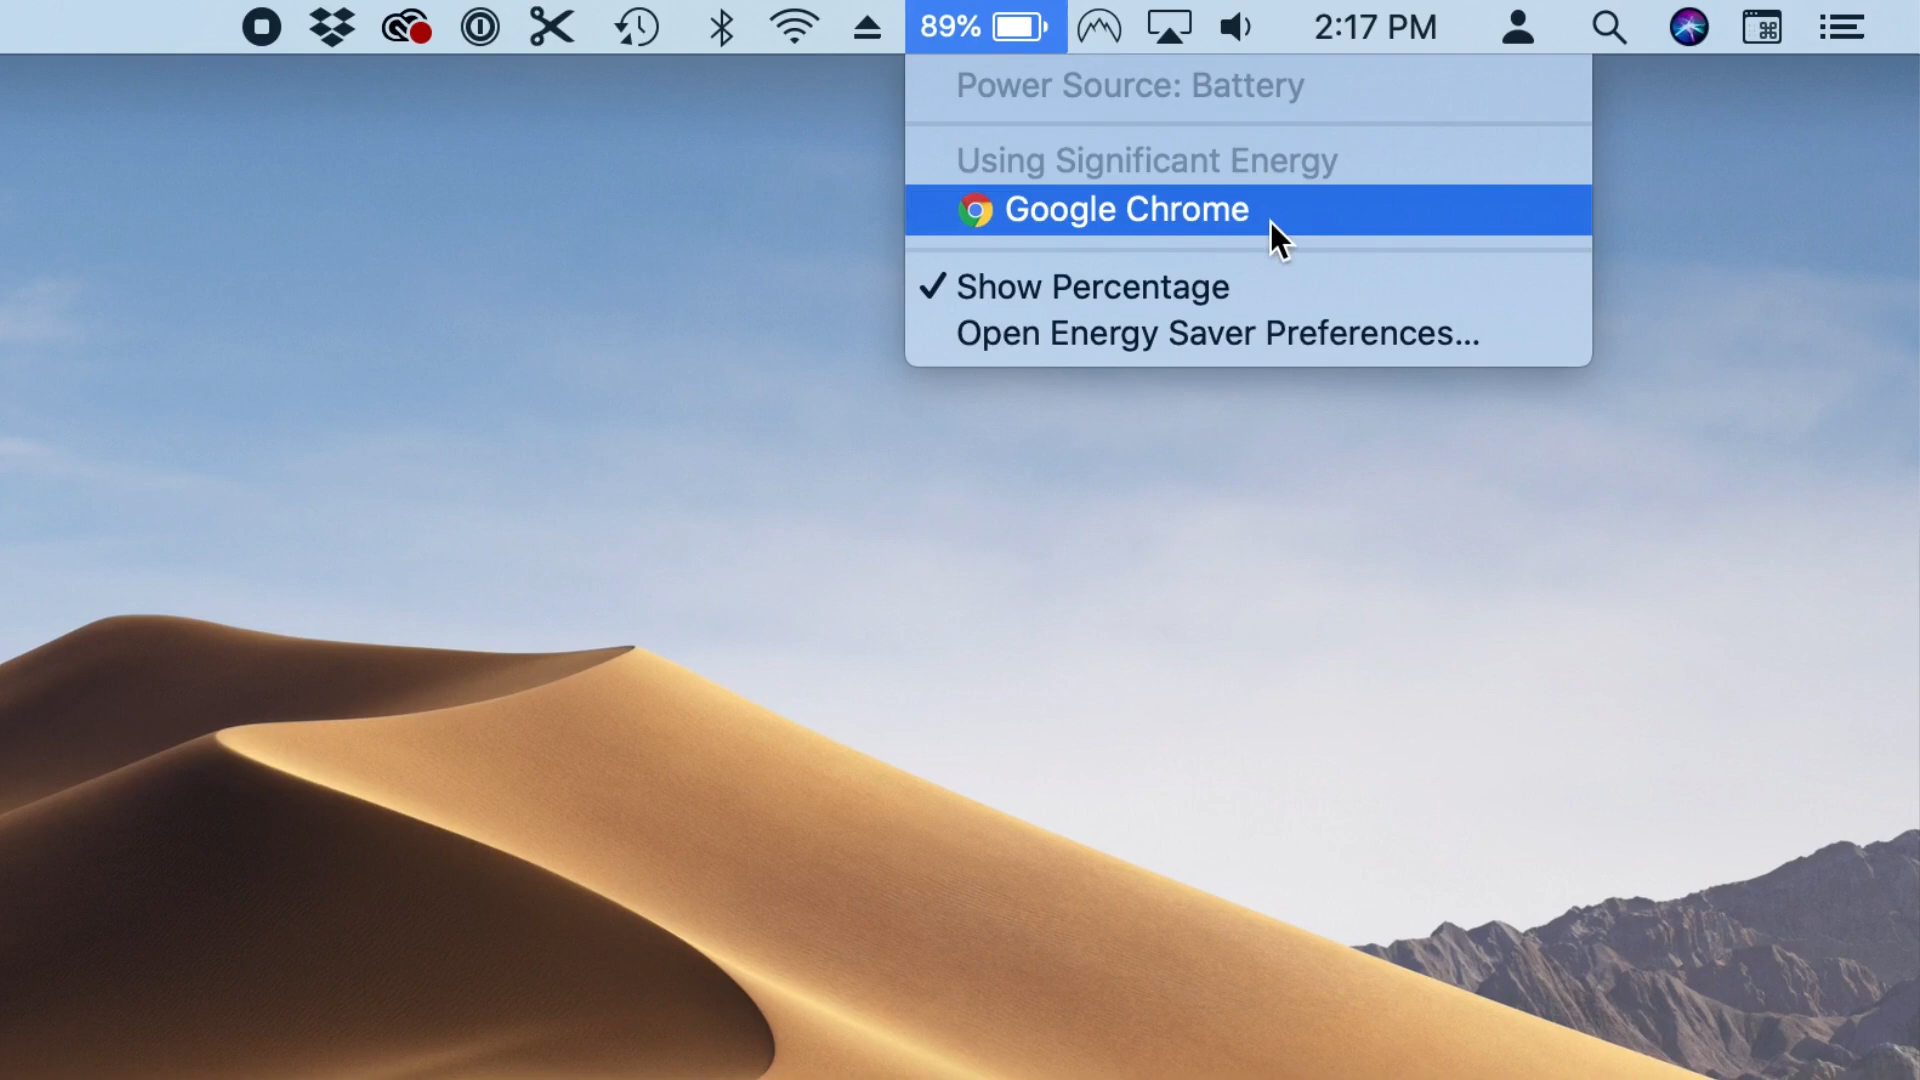 89% 2:17 PM
Power Source: Battery
Using Significant Energy
Google Chrome
✓ Show Percentage
Open Energy Saver Preferences...